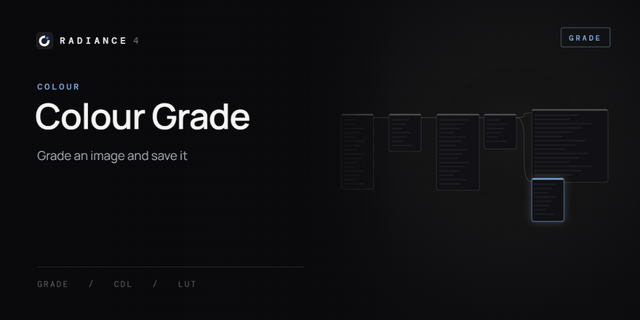 RADIANCE 4
GRADE
COLOUR
Colour Grade
Grade an image and save it
GRADE / CDL / LUT